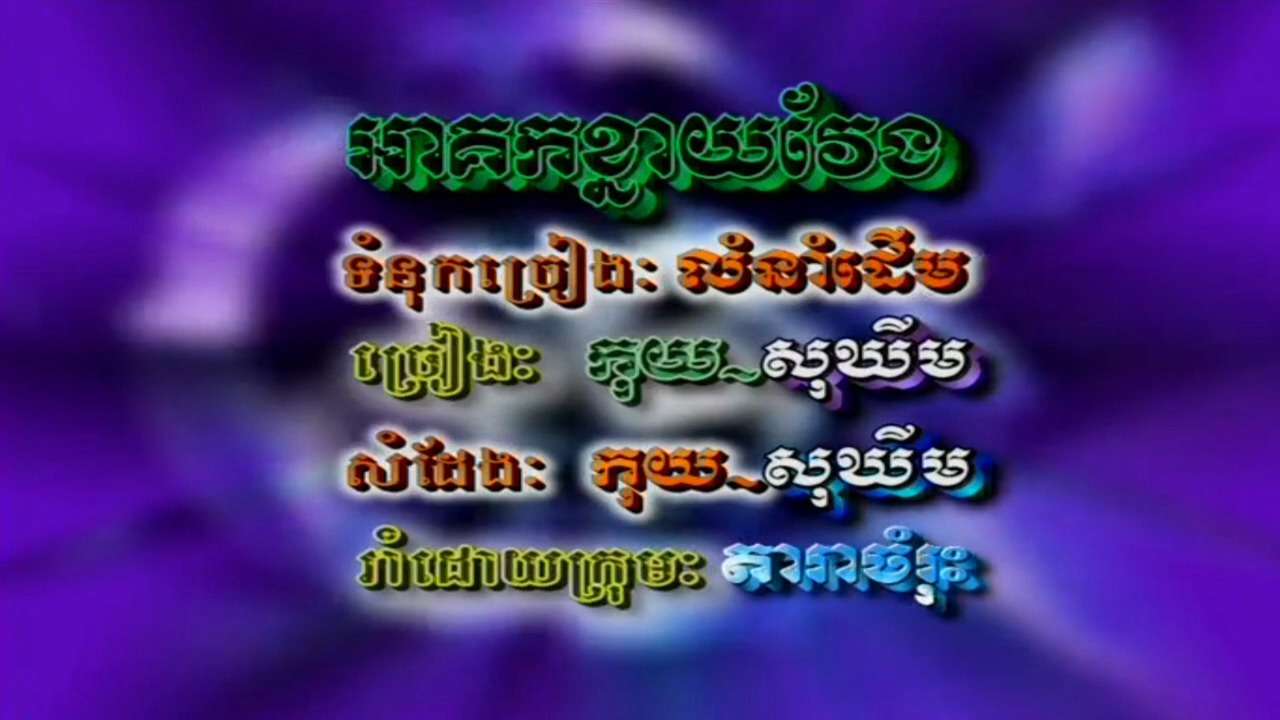 អាគកខ្នាយវែង
ទំនុកច្រៀង: លំនាំដើម
ច្រៀង: កុយ_សុឃីម
សំដែង: កុយ_សុឃីម
រាំដោយក្រុម: តារាចំរុះ